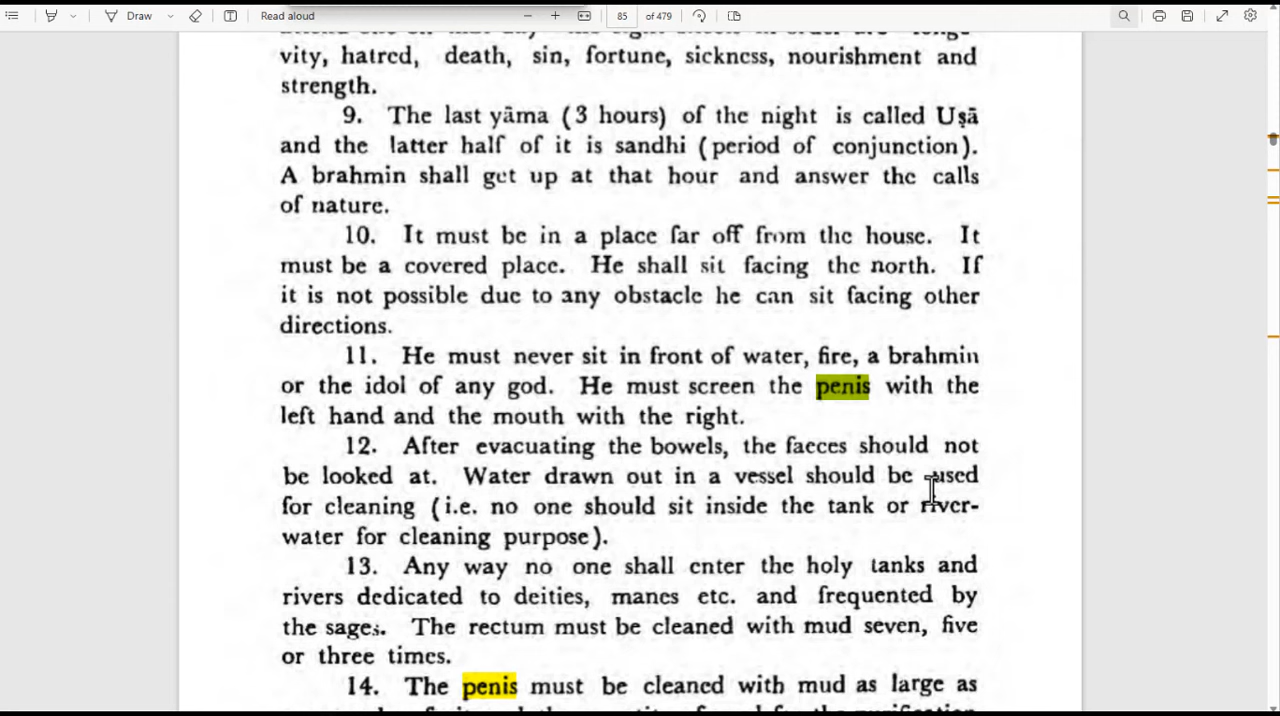 Draw
Read aloud
85 of 479
vity, hatred, death, sin, fortune, sickness, nourishment and
strength.
9. The last yāma (3 hours) of the night is called Uṣā
and the latter half of it is sandhi (period of conjunction).
A brahmin shall get up at that hour and answer the calls
of nature.
10. It must be in a place far off from the house. It
must be a covered place. He shall sit facing the north. If
it is not possible due to any obstacle he can sit facing other
directions.
11. He must never sit in front of water, fire, a brahmin
or the idol of any god. He must screen the penis with the
left hand and the mouth with the right.
12. After evacuating the bowels, the faeces should not
be looked at. Water drawn out in a vessel should be used
for cleaning (i.e. no one should sit inside the tank or river-
water for cleaning purpose).
13. Any way no one shall enter the holy tanks and
rivers dedicated to deities, manes etc. and frequented by
the sages. The rectum must be cleaned with mud seven, five
or three times.
14. The penis must be cleaned with mud as large as